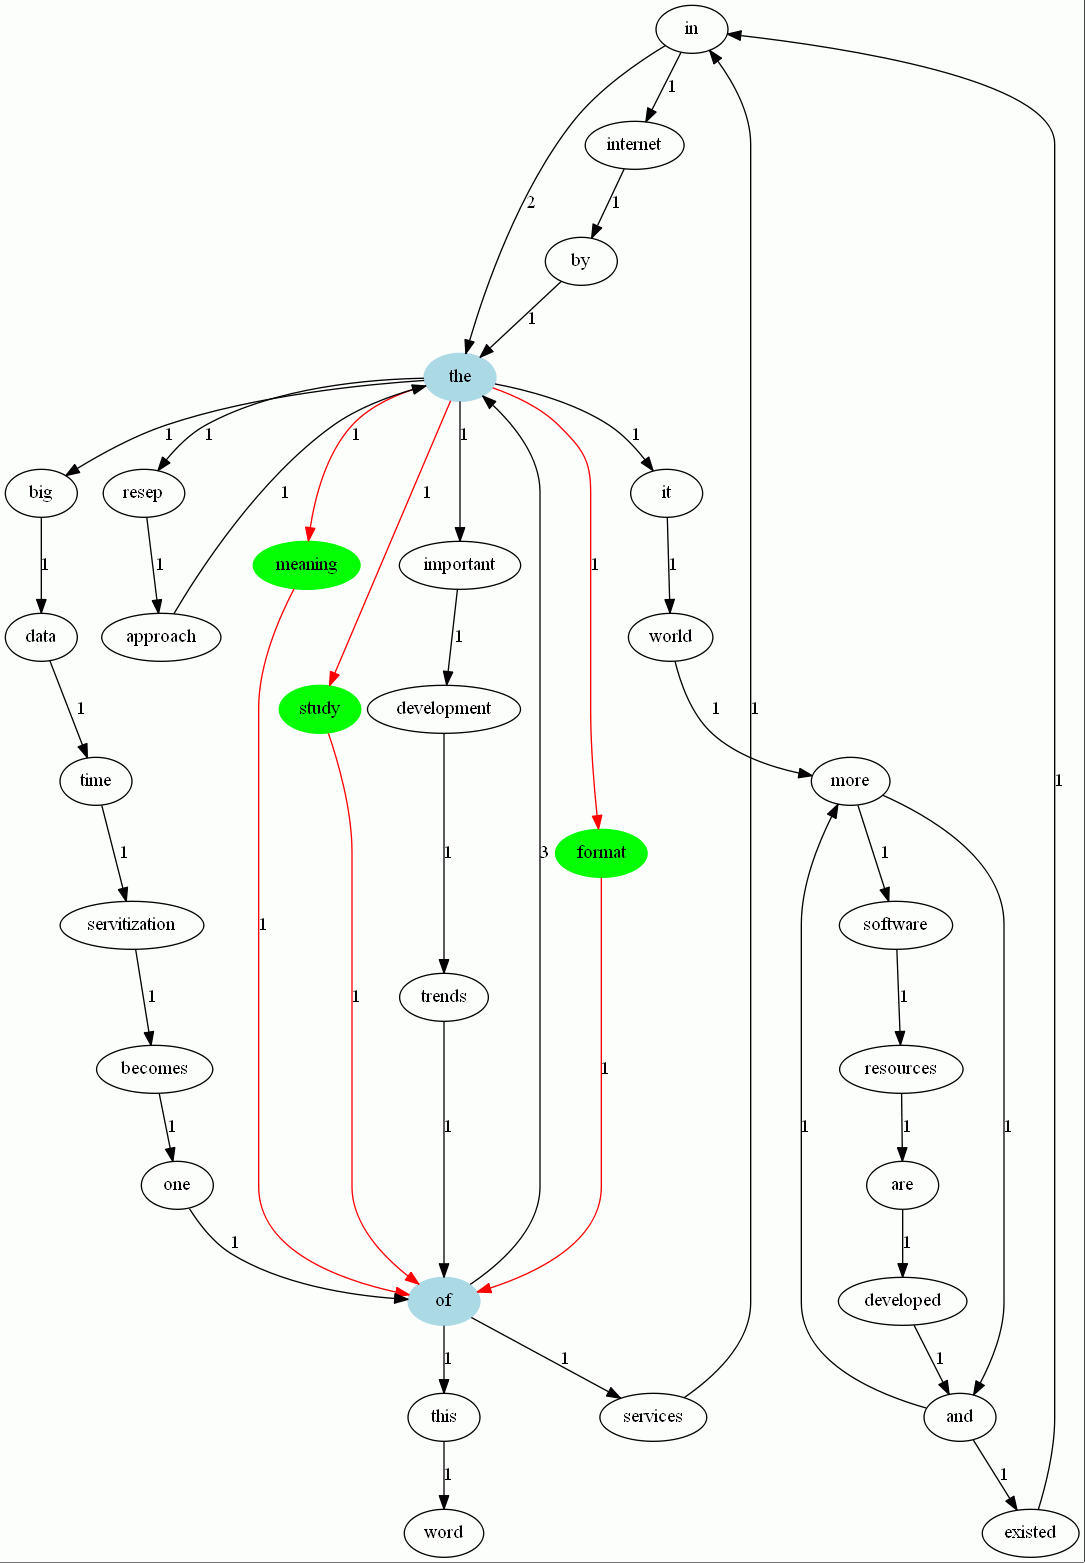 in
1
internet
2
1
by
1
the
1
1
1
1
1
big
resep
1
1
it
1
1
meaning
important
1
1
1
data
approach
1
world
1
study
development
1
1
time
more
1
1
3
format
1
servitization
1
1
software
1
1
trends
1
becomes
1
resources
1
1
1
1
1
1
one
are
1
1
of
developed
1
1
1
this
services
and
1
1
word
existed